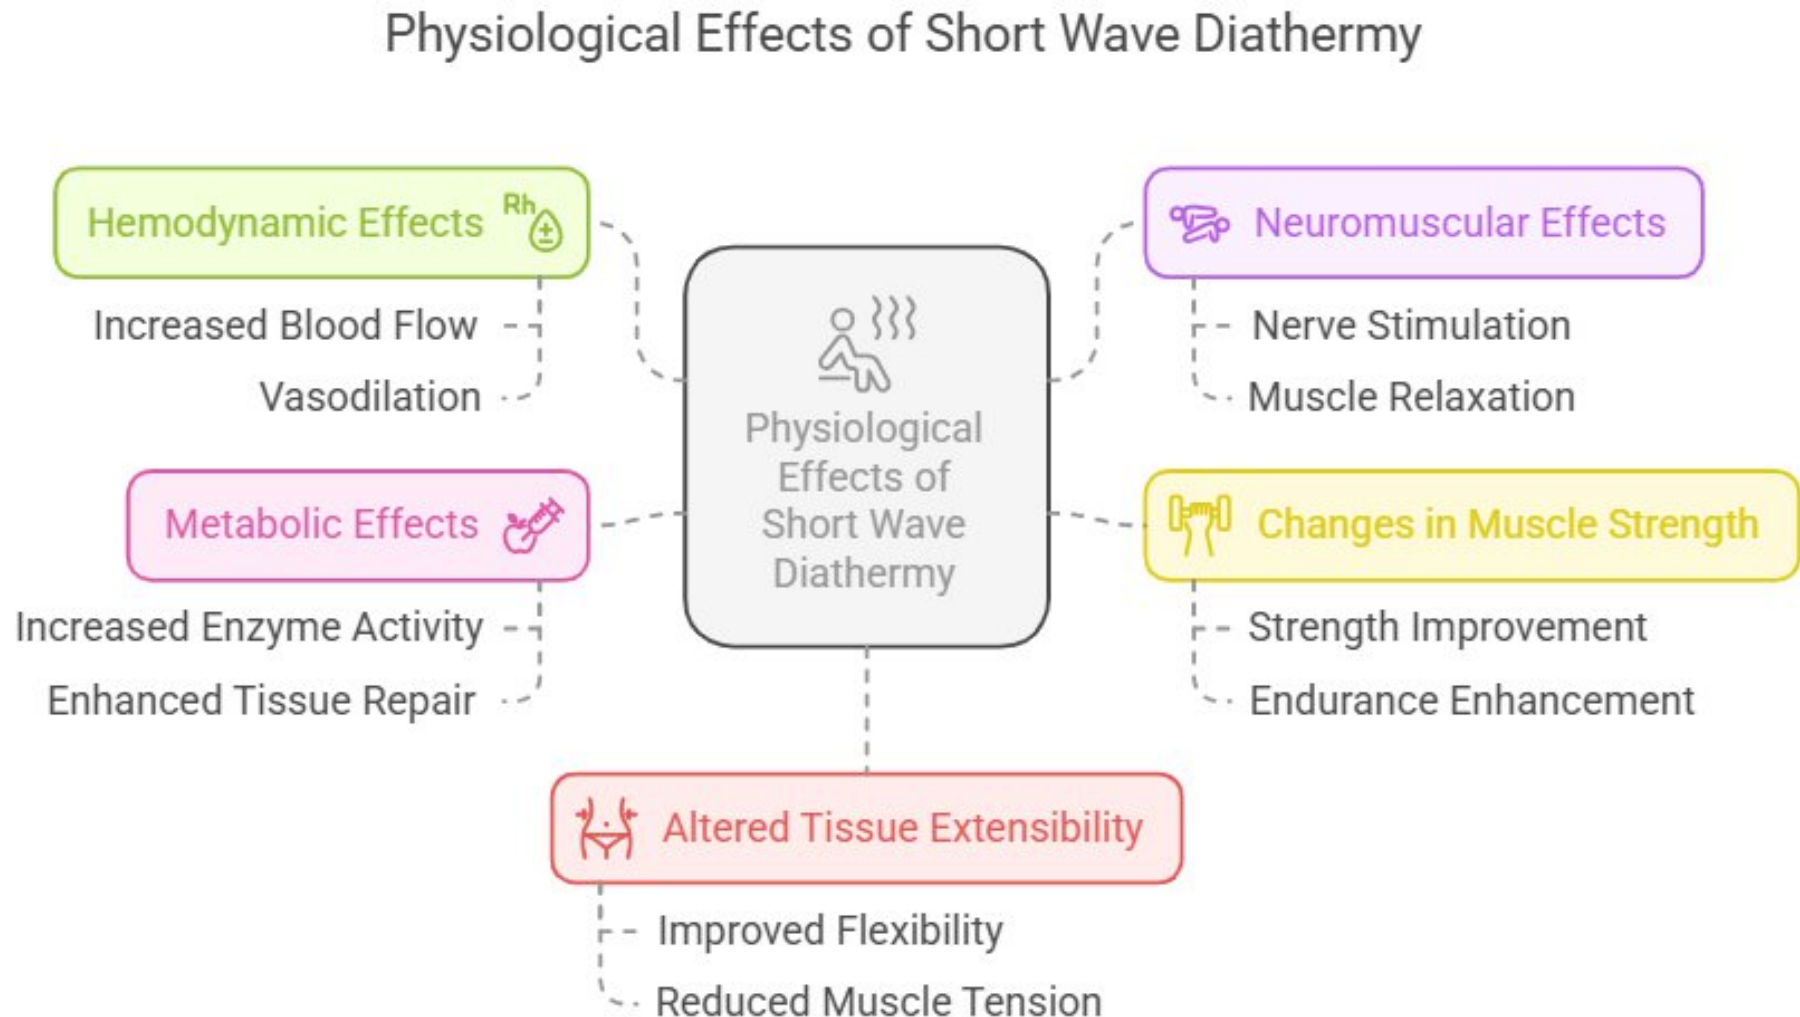 Physiological Effects of Short Wave Diathermy
Hemodynamic Effects
Rh
Increased Blood Flow
Vasodilation
Metabolic Effects
Increased Enzyme Activity
Enhanced Tissue Repair
Physiological
Effects of
Short Wave
Diathermy
Neuromuscular Effects
Nerve Stimulation
Muscle Relaxation
Changes in Muscle Strength
Strength Improvement
Endurance Enhancement
Altered Tissue Extensibility
Improved Flexibility
Reduced Muscle Tension